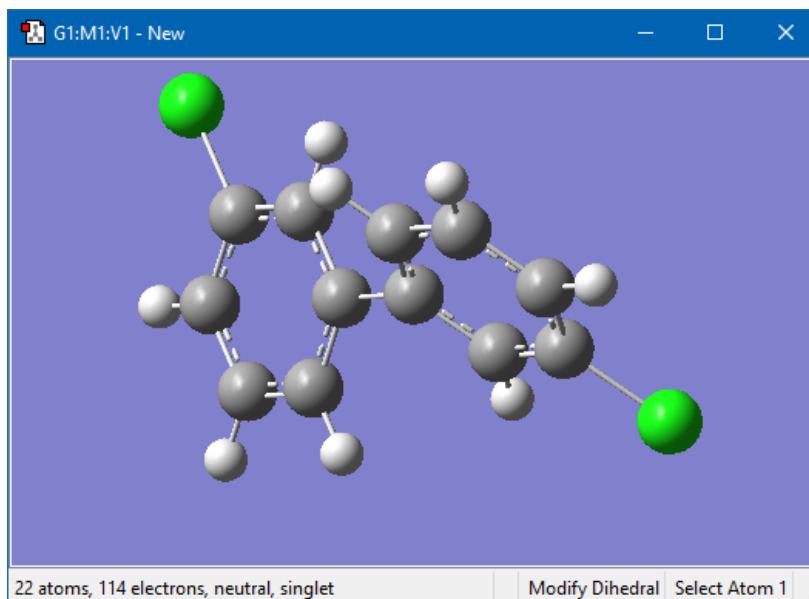 G1:M1:V1 - New
22 atoms, 114 electrons, neutral, singlet
Modify Dihedral
Select Atom 1